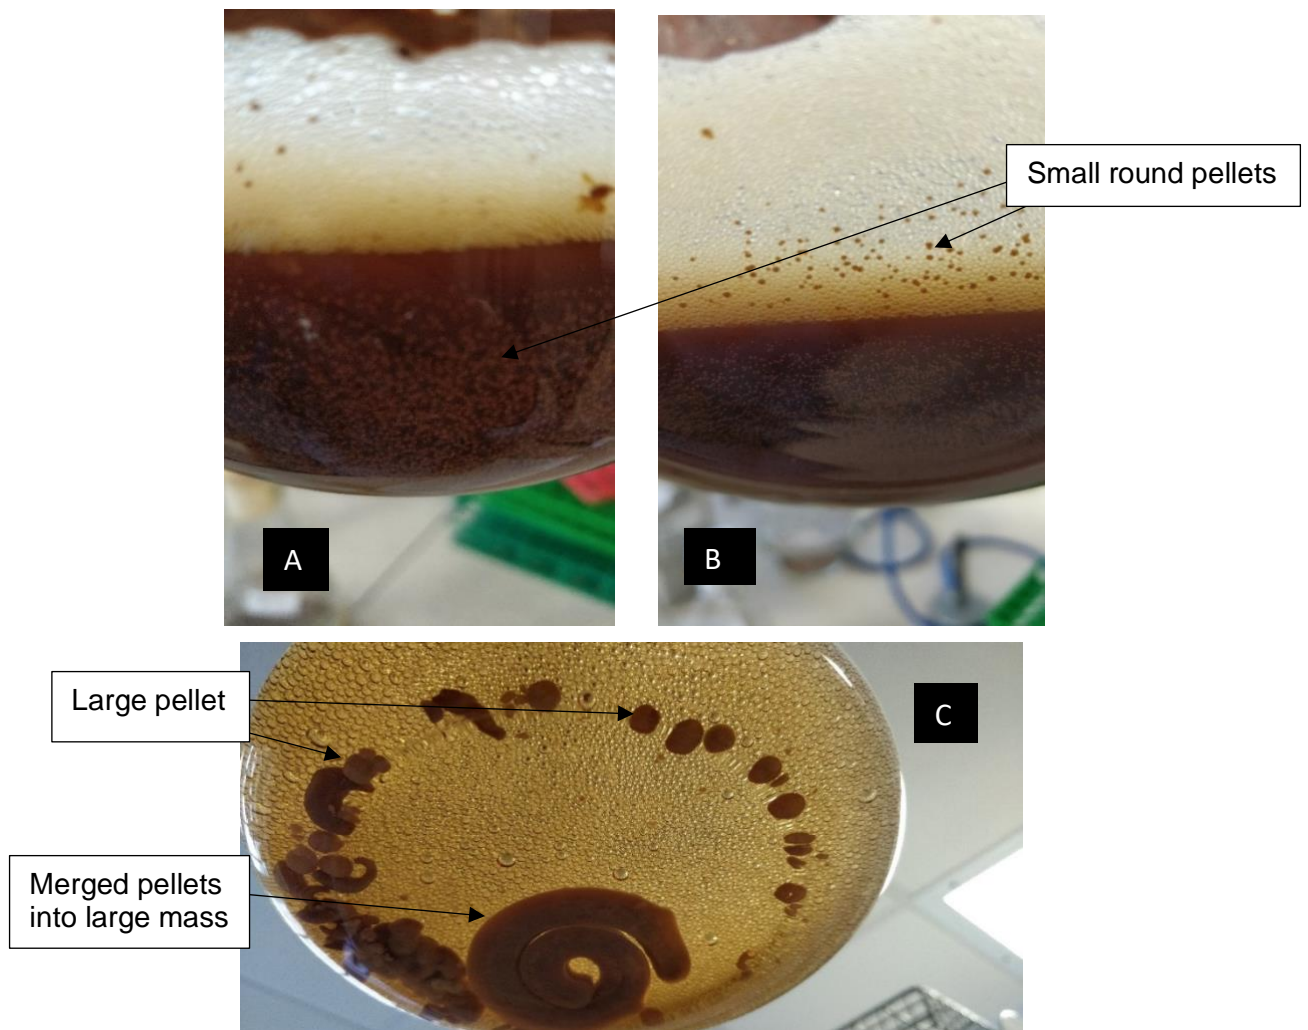 Small round pellets
A
B
Large pellet
C
Merged pellets
into large mass